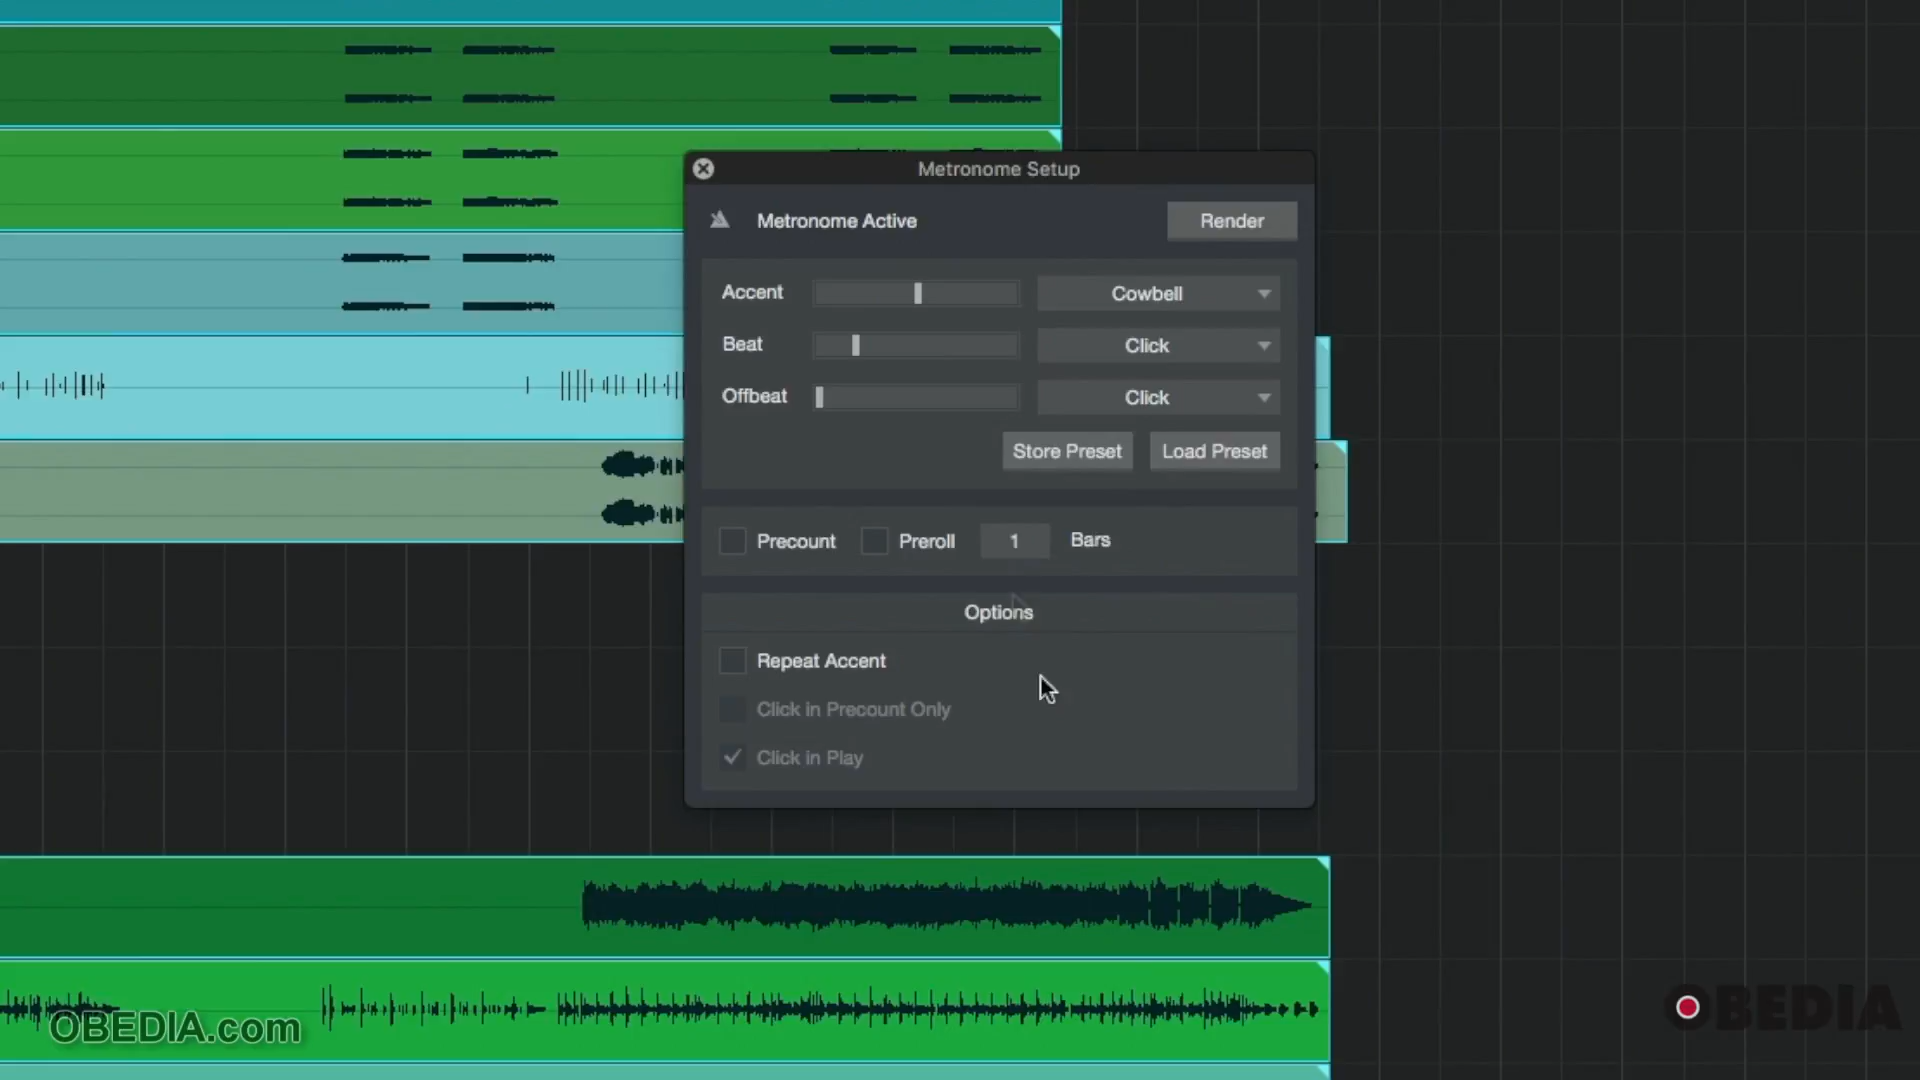 Metronome Setup
Metronome Active
Render
Accent
Cowbell
Beat
Click
Offbeat
Click
Store Preset
Load Preset
Precount
Preroll
1
Bars
Options
Repeat Accent
Click in Precount Only
Click in Play
OBEDIA.com
OBEDIA